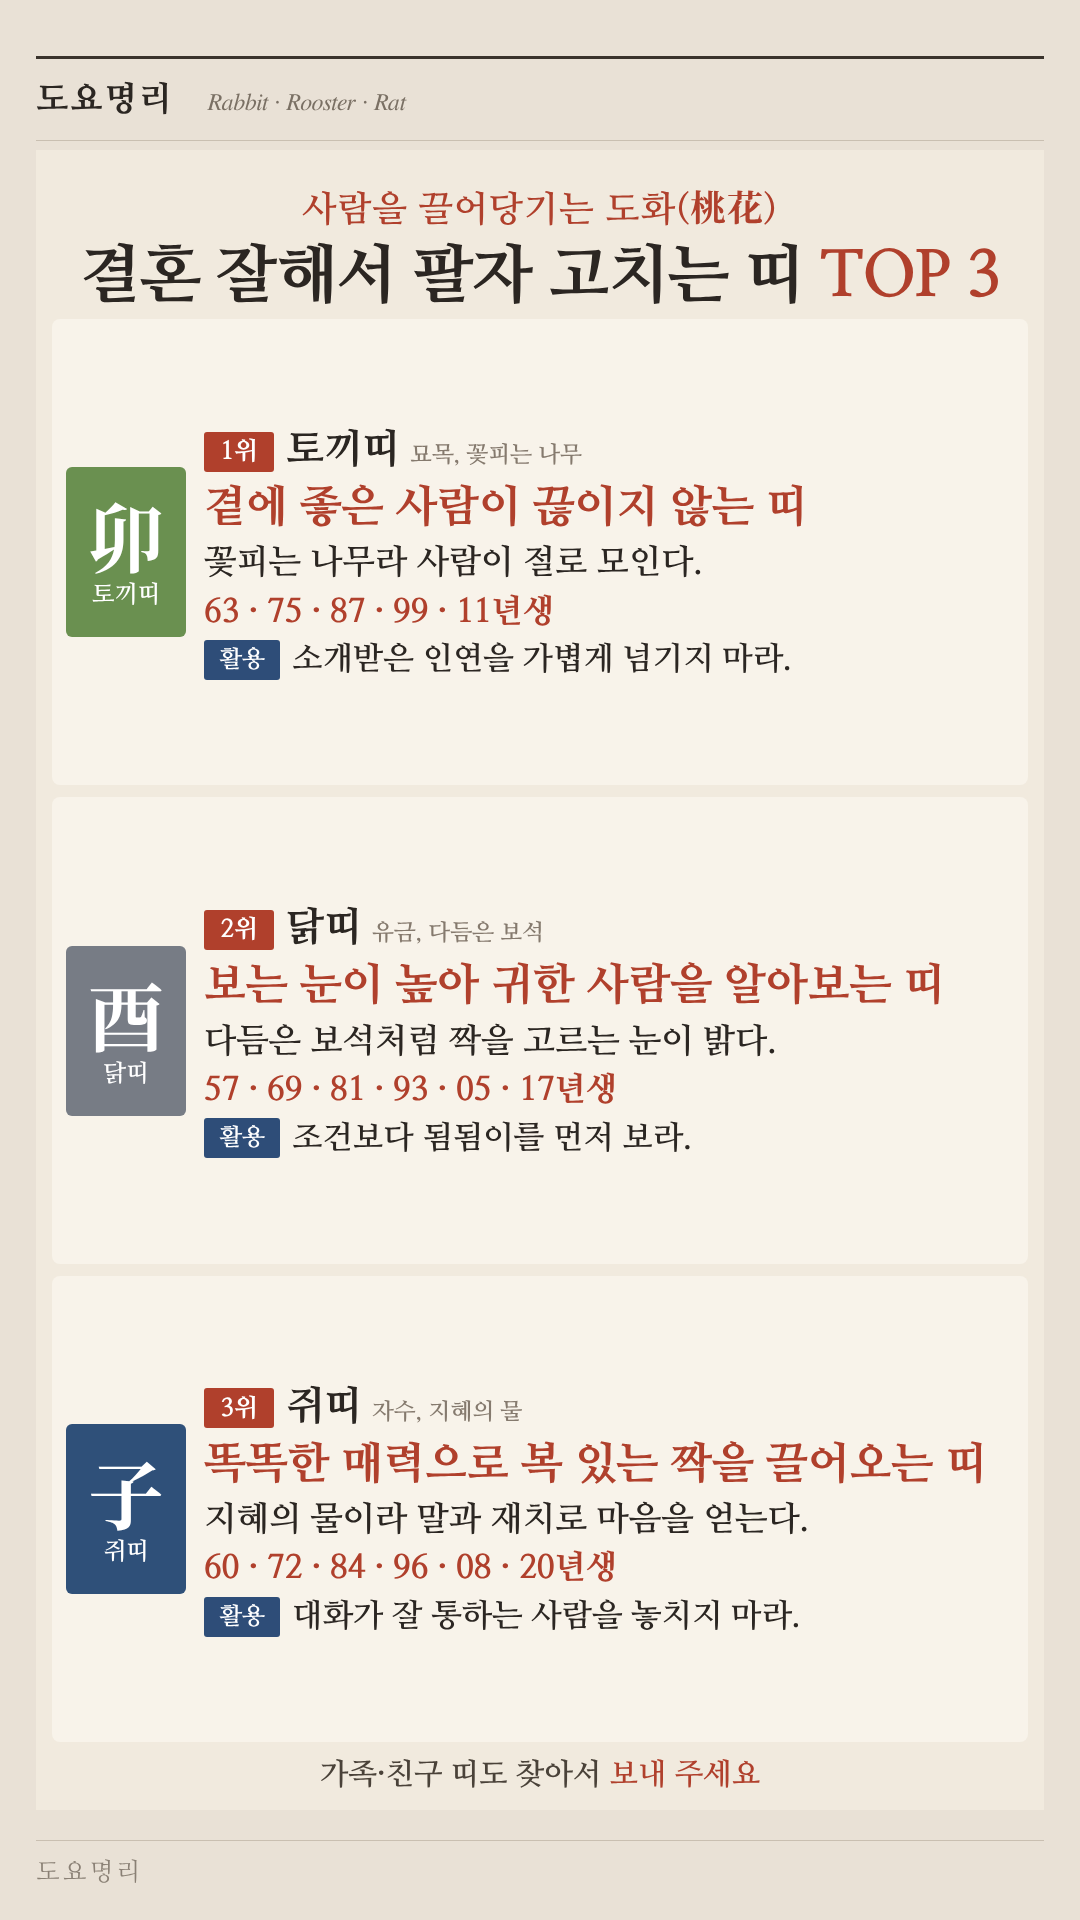 도요명리 Rabbit · Rooster · Rat
사람을 끌어당기는 도화(桃花)
결혼 잘해서 팔자 고치는 띠 TOP 3
卯
토끼띠
1위 토끼띠 묘목, 꽃피는 나무
곁에 좋은 사람이 끊이지 않는 띠
꽃피는 나무라 사람이 절로 모인다.
63 · 75 · 87 · 99 · 11년생
활용 소개받은 인연을 가볍게 넘기지 마라.
酉
닭띠
2위 닭띠 유금, 다듬은 보석
보는 눈이 높아 귀한 사람을 알아보는 띠
다듬은 보석처럼 짝을 고르는 눈이 밝다.
57 · 69 · 81 · 93 · 05 · 17년생
활용 조건보다 됨됨이를 먼저 보라.
子
쥐띠
3위 쥐띠 자수, 지혜의 물
똑똑한 매력으로 복 있는 짝을 끌어오는 띠
지혜의 물이라 말과 재치로 마음을 얻는다.
60 · 72 · 84 · 96 · 08 · 20년생
활용 대화가 잘 통하는 사람을 놓치지 마라.
가족·친구 띠도 찾아서 보내 주세요
도요명리